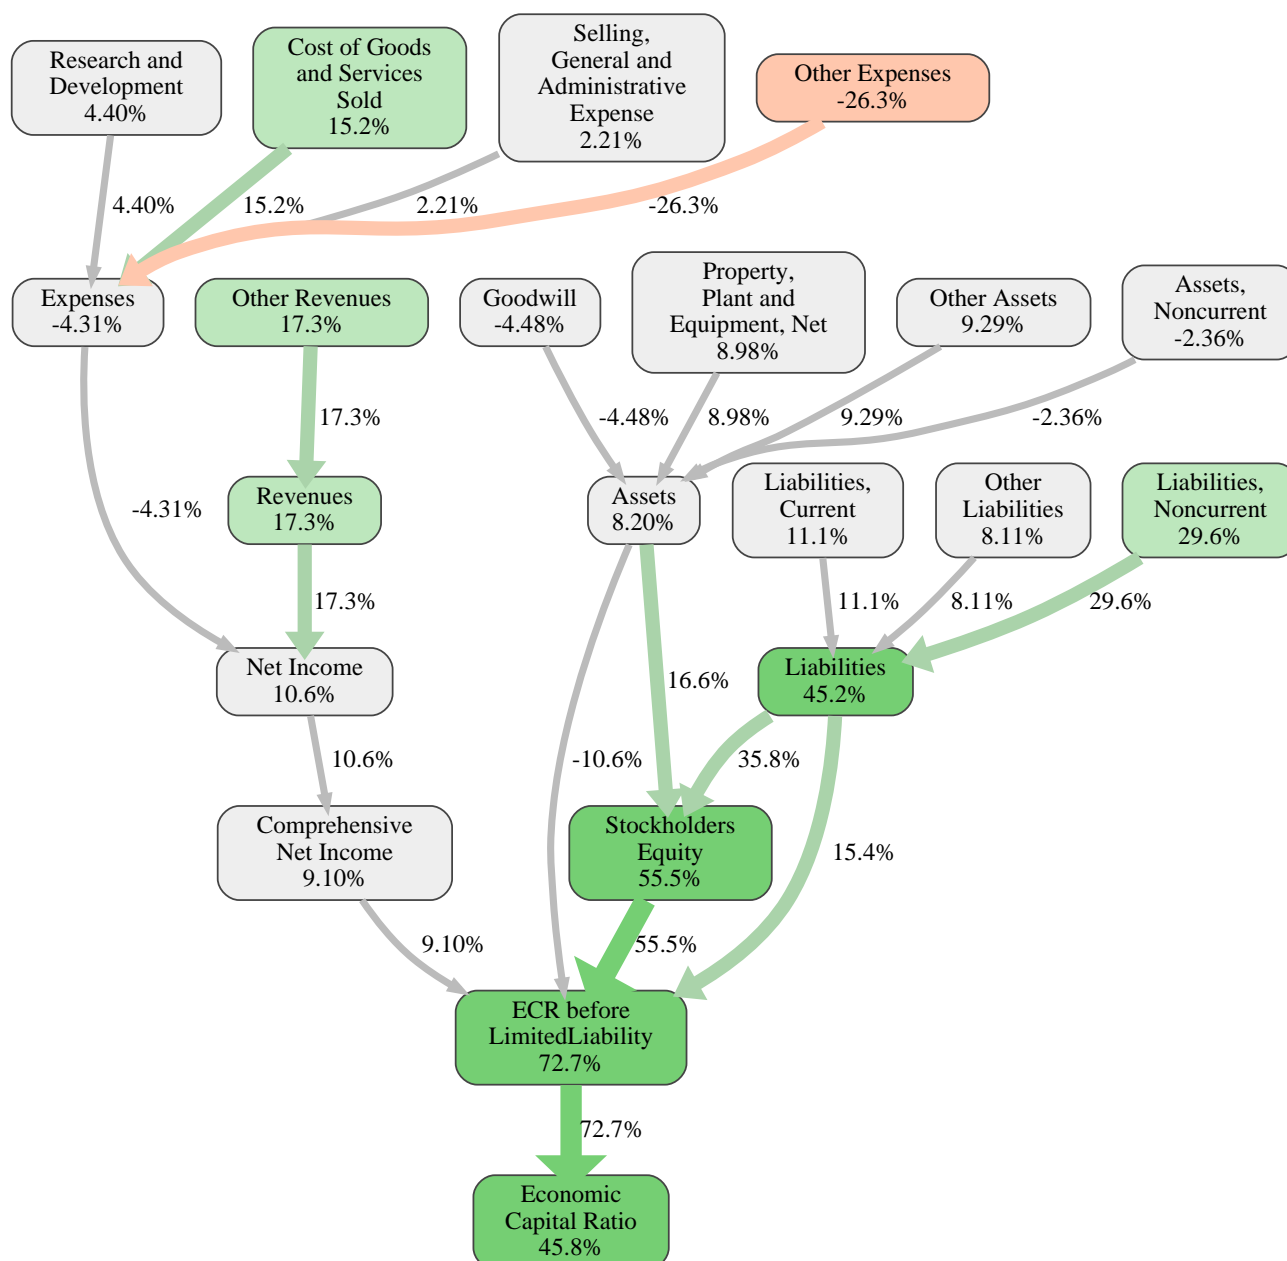 Research and
Development
4.40%
Cost of Goods
and Services
Sold
15.2%
Selling,
General and
Administrative
Expense
2.21%
Other Expenses
-26.3%
4.40%
15.2%
2.21%
-26.3%
Expenses
-4.31%
Other Revenues
17.3%
Goodwill
-4.48%
Property,
Plant and
Equipment, Net
8.98%
Other Assets
9.29%
Assets,
Noncurrent
-2.36%
17.3%
-4.48%
8.98%
9.29%
-2.36%
Revenues
17.3%
Assets
8.20%
Liabilities,
Current
11.1%
Other
Liabilities
8.11%
Liabilities,
Noncurrent
29.6%
-4.31%
17.3%
11.1%
8.11%
29.6%
Net Income
10.6%
16.6%
Liabilities
45.2%
10.6%
-10.6%
35.8%
Comprehensive
Net Income
9.10%
Stockholders
Equity
55.5%
15.4%
9.10%
55.5%
ECR before
LimitedLiability
72.7%
72.7%
Economic
Capital Ratio
45.8%